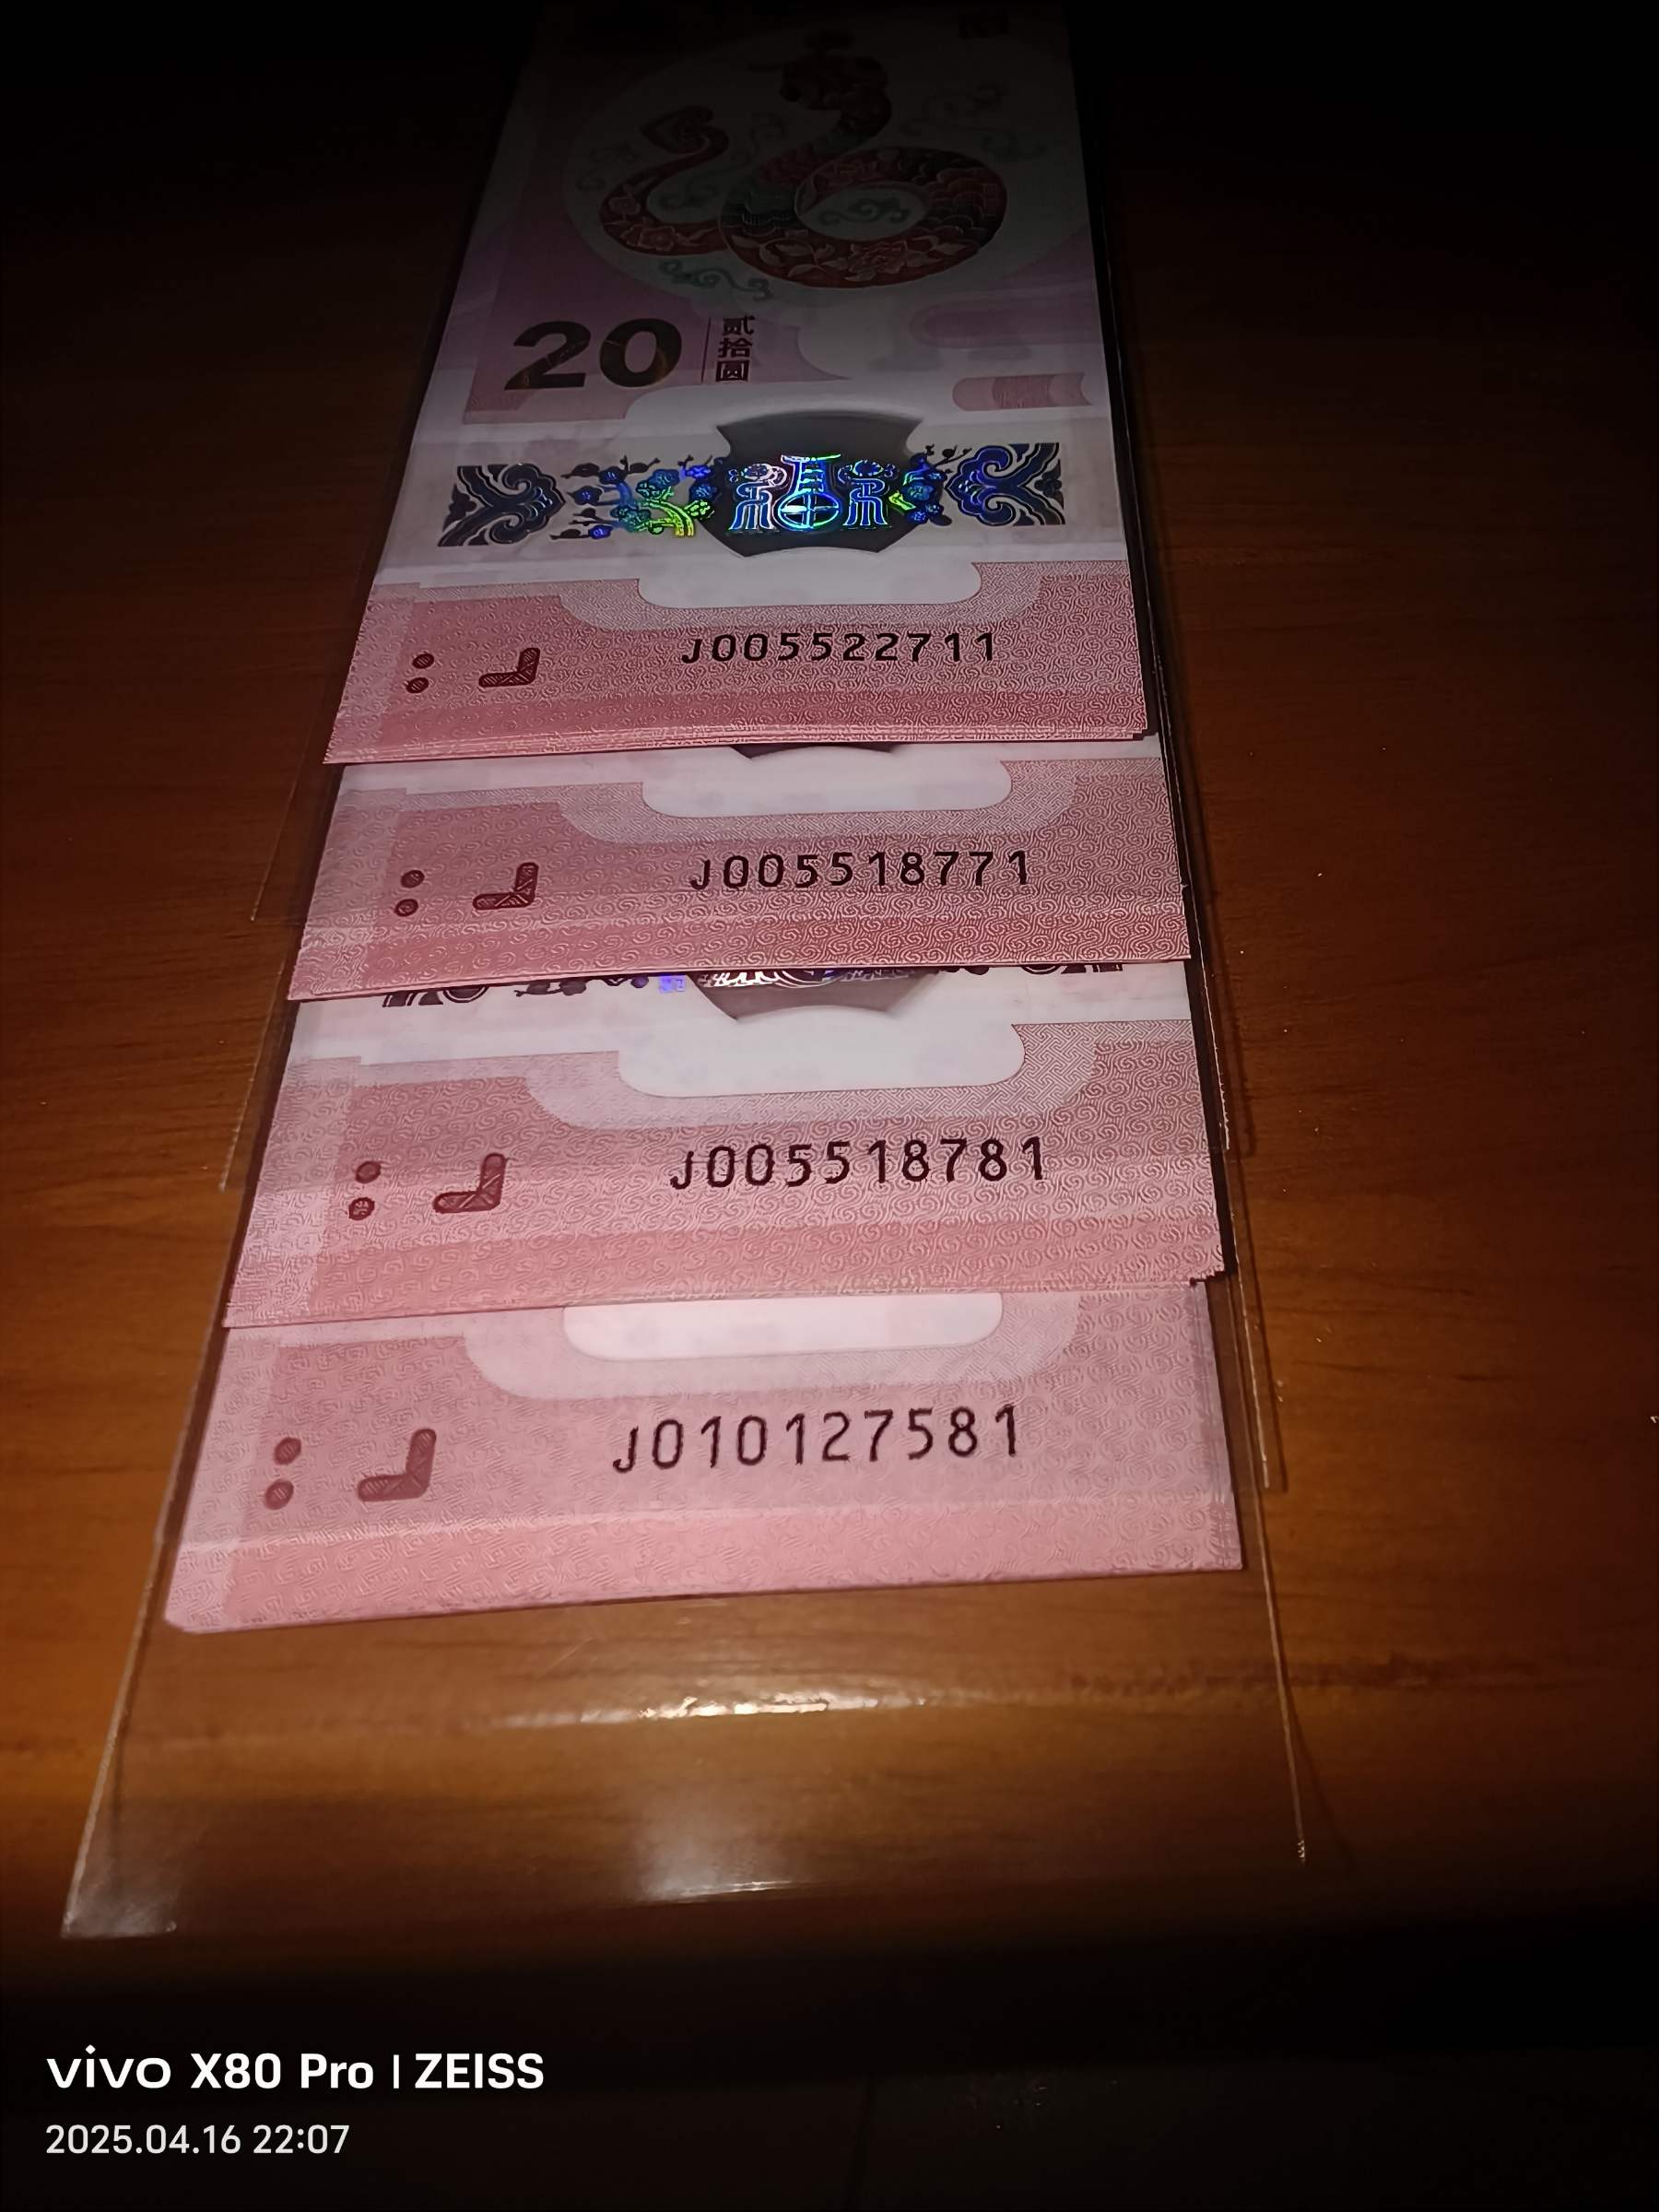 20
贰拾圆
福
J005522711
J005518771
J005518781
J010127581
vivo X80 Pro | ZEISS
2025.04.16 22:07